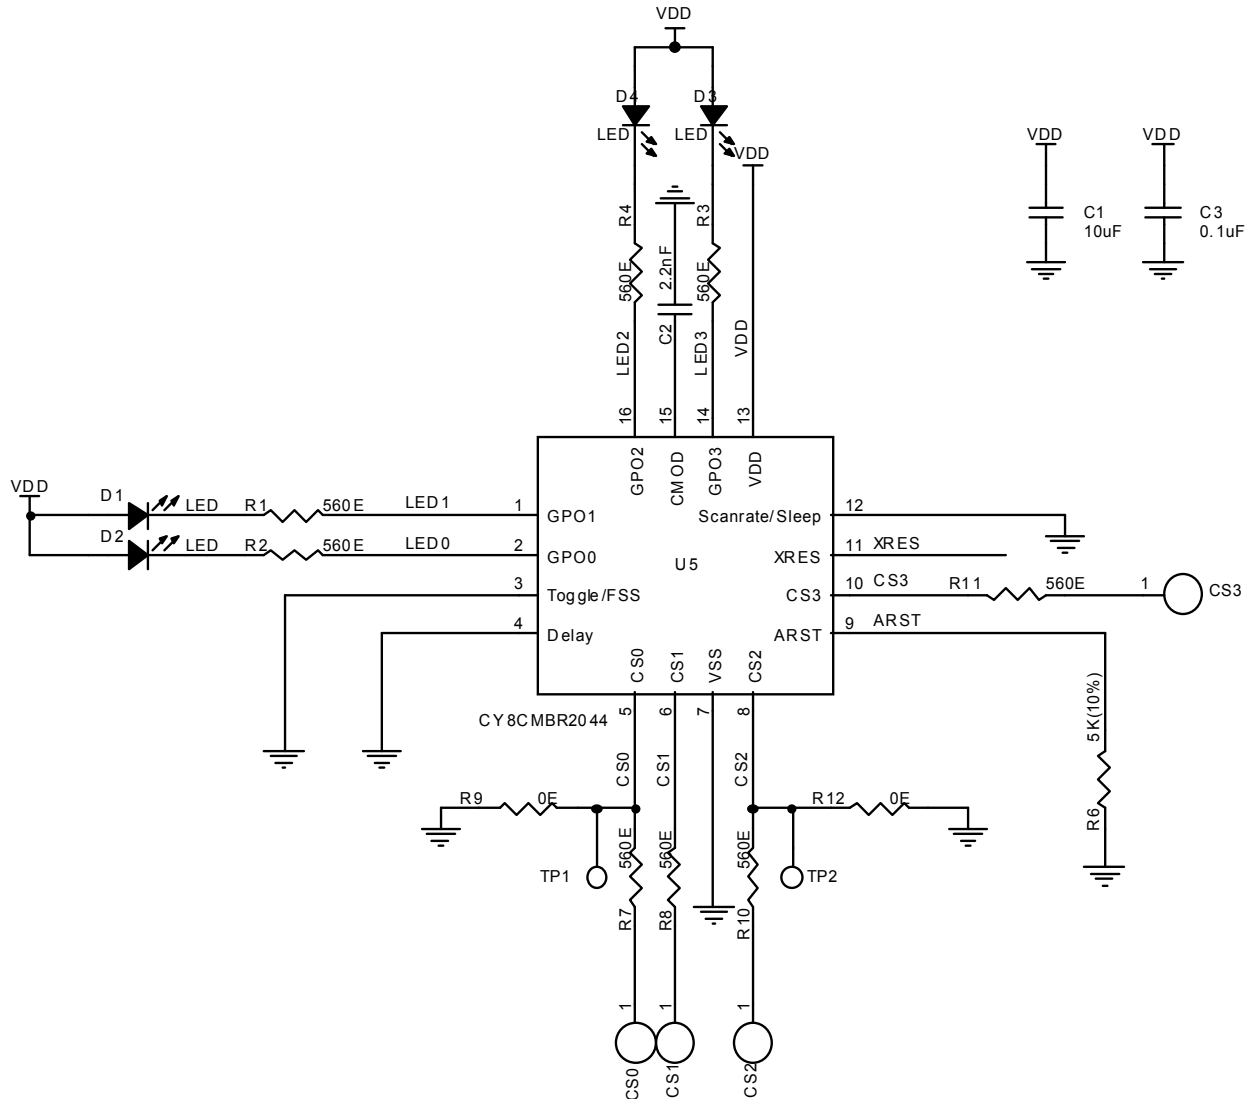 VDD
D4
D3
LED
LED
VDD
VDD
VDD
C1
10uF
C3
0.1uF
R4
560E
LED2
2.2nF
C2
R3
560E
LED3
VDD
16
15
14
13
GPO2
CMOD
GPO3
VDD
VDD
D1
LED
R1
560E
LED1
1
GPO1
D2
LED
R2
560E
LED0
2
GPO0
3
Toggle/FSS
4
Delay
U5
Scanrate/Sleep
12
XRES
11
XRES
CS3
10
CS3
R11
560E
1
CS3
ARST
9
ARST
CS0
CS1
VSS
CS2
CY8CMBR2044
5
6
7
8
CS0
CS1
CS2
5K(10%)
R6
R9
0E
R12
0E
TP1
TP2
560E
R7
560E
R8
560E
R10
1
1
1
CS0
CS1
CS2